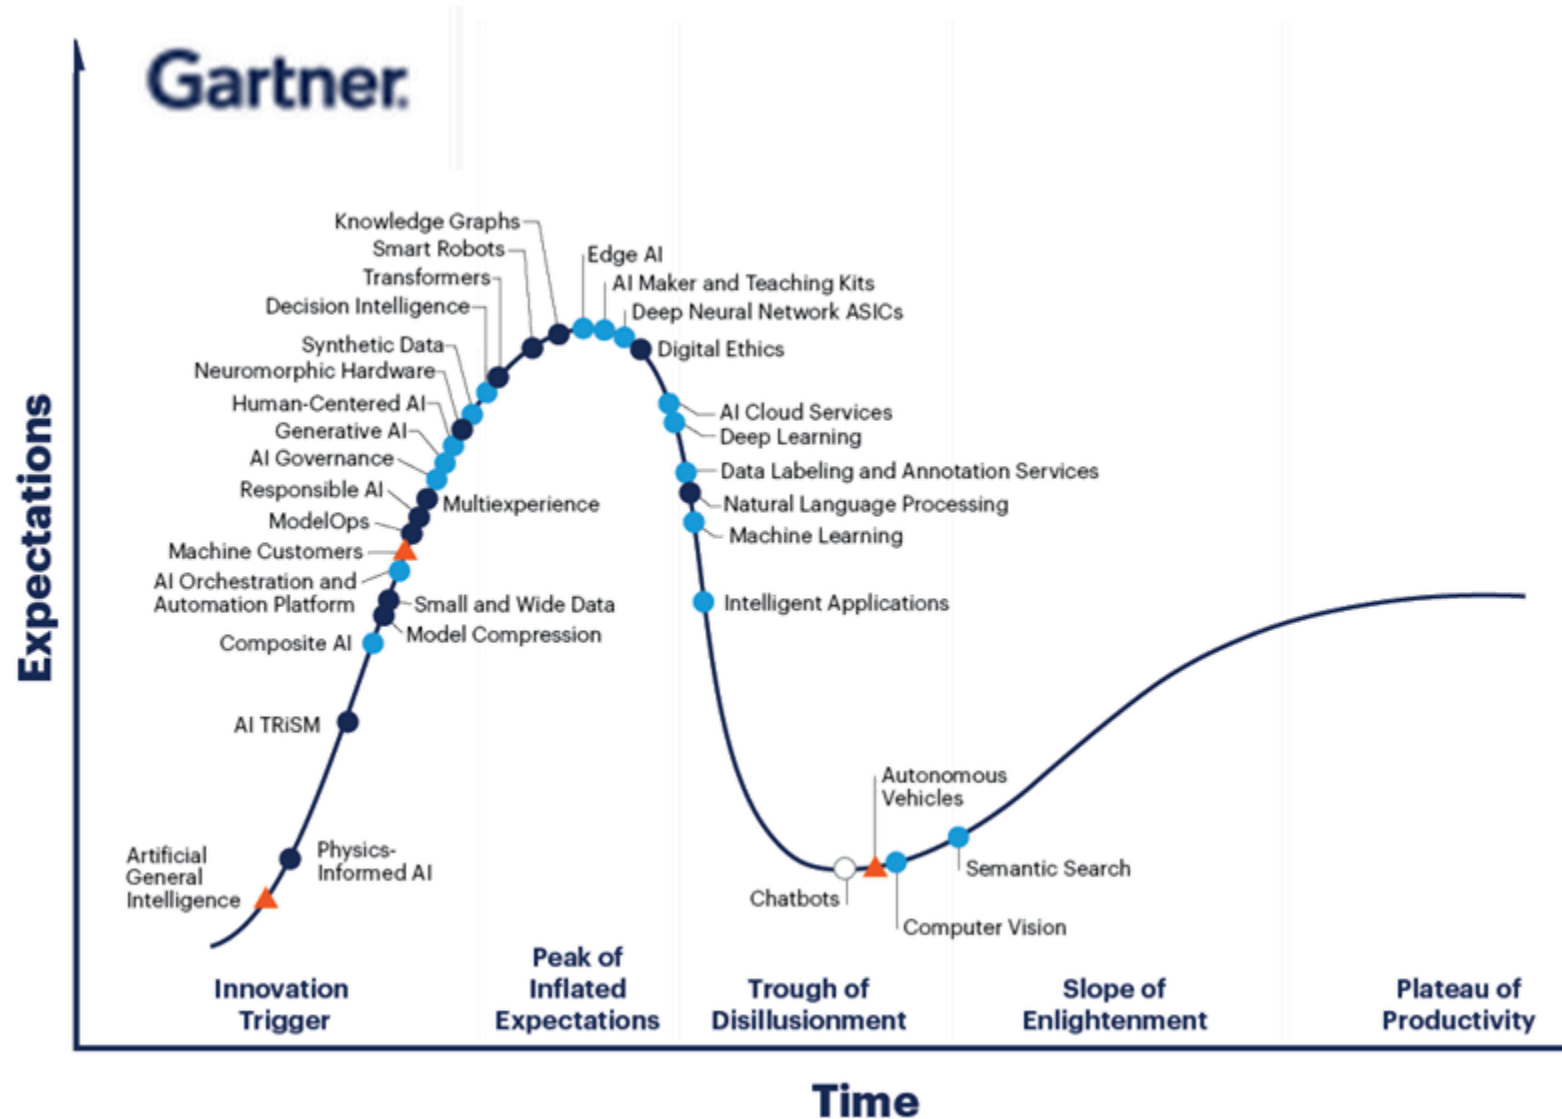 Gartner.
Expectations
Knowledge Graphs
Smart Robots
Transformers
Decision Intelligence
Synthetic Data
Neuromorphic Hardware
Human-Centered AI
Generative AI
AI Governance
Responsible AI
ModelOps
Machine Customers
AI Orchestration and
Automation Platform
Composite AI
AI TRiSM
Artificial
General
Intelligence
Physics-
Informed AI
Multiexperience
Small and Wide Data
Model Compression
Edge AI
AI Maker and Teaching Kits
Deep Neural Network ASICs
Digital Ethics
AI Cloud Services
Deep Learning
Data Labeling and Annotation Services
Natural Language Processing
Machine Learning
Intelligent Applications
Autonomous
Vehicles
Chatbots
Semantic Search
Computer Vision
Innovation
Trigger
Peak of
Inflated
Expectations
Trough of
Disillusionment
Slope of
Enlightenment
Plateau of
Productivity
Time